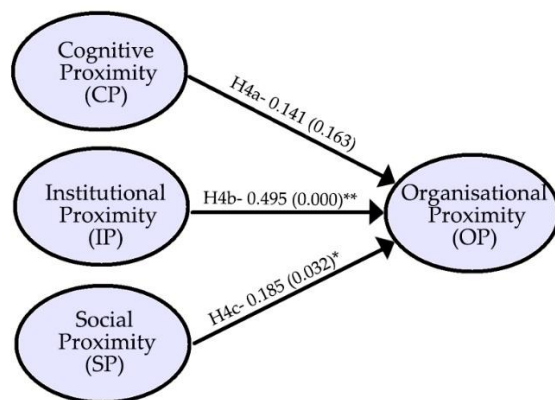 Cognitive
Proximity
(CP)
H4a- 0.141 (0.163)
Institutional
Proximity
(IP)
H4b- 0.495 (0.000)**
Organisational
Proximity
(OP)
H4c- 0.185 (0.032)*
Social
Proximity
(SP)